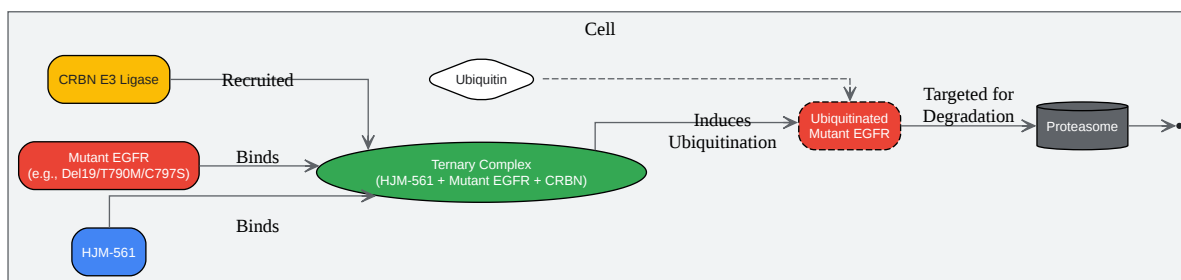 Cell
CRBN E3 Ligase
Recruited
Ubiquitin
Targeted for
Degradation
Proteasome
Induces
Ubiquitination
Ubiquitinated
Mutant EGFR
Mutant EGFR
(e.g., Del19/T790M/C797S)
Binds
Ternary Complex
(HJM-561 + Mutant EGFR + CRBN)
Binds
HJM-561